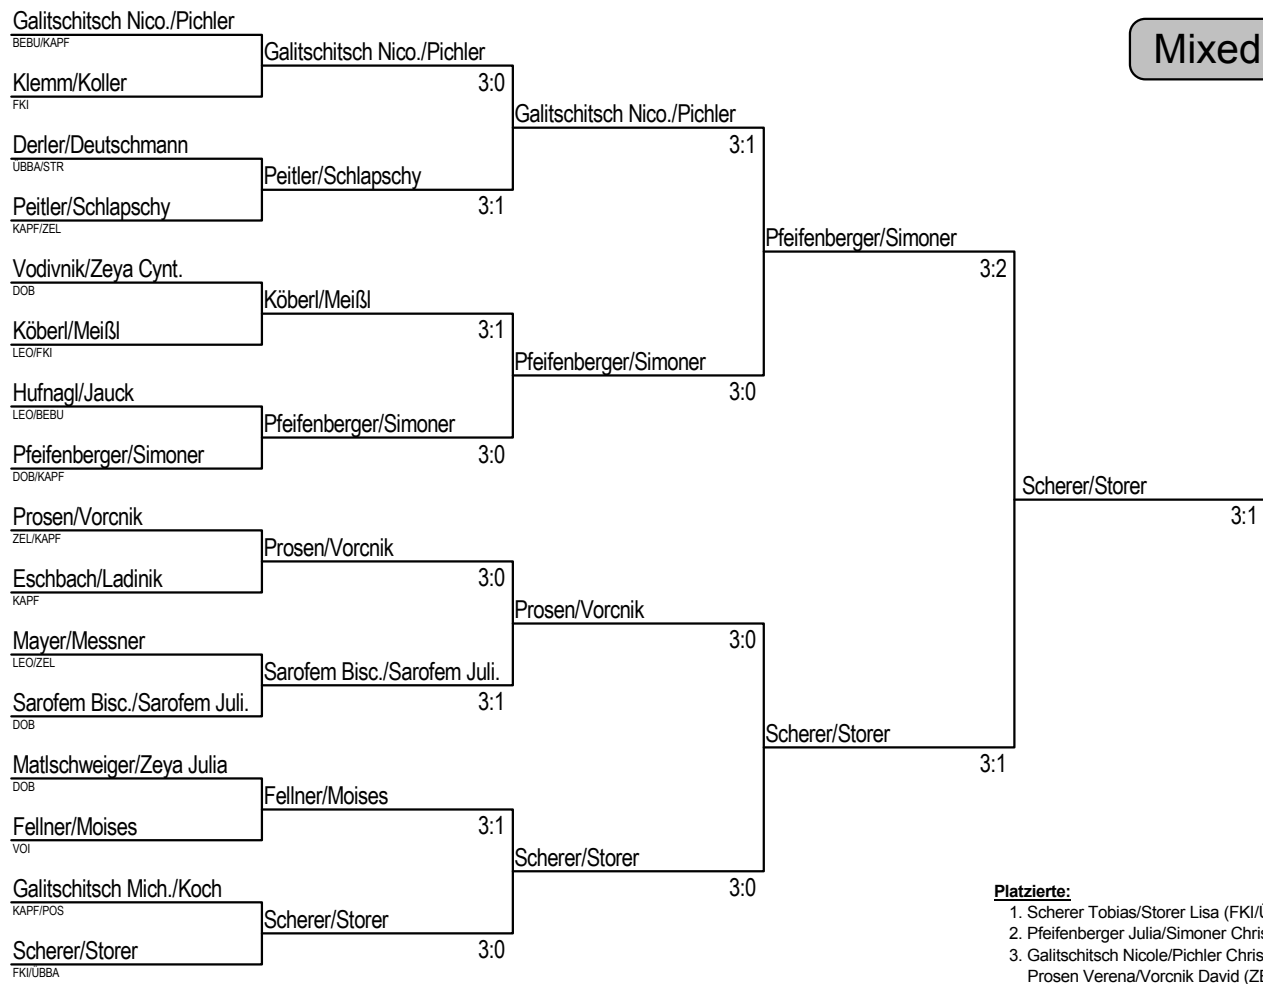 Mixed
Galitschitsch Nico./Pichler
BEBU/KAPF
Klemm/Koller
FKI
Derler/Deutschmann
ÜBBA/STR
Peitler/Schlapschy
KAPF/ZEL
Vodivnik/Zeya Cynt.
DOB
Köberl/Meißl
LEO/FKI
Hufnagl/Jauck
LEO/BEBU
Pfeifenberger/Simoner
DOB/KAPF
Prosen/Vorcnik
ZEL/KAPF
Eschbach/Ladinik
KAPF
Mayer/Messner
LEO/ZEL
Sarofem Bisc./Sarofem Juli.
DOB
Matlschweiger/Zeya Julia
DOB
Fellner/Moises
VOI
Galitschitsch Mich./Koch
KAPF/POS
Scherer/Storer
FKI/ÜBBA
Galitschitsch Nico./Pichler
3:0
Peitler/Schlapschy
3:1
Köberl/Meißl
3:1
Pfeifenberger/Simoner
3:0
Prosen/Vorcnik
3:0
Sarofem Bisc./Sarofem Juli.
3:1
Fellner/Moises
3:1
Scherer/Storer
3:0
Galitschitsch Nico./Pichler
3:1
Pfeifenberger/Simoner
3:0
Prosen/Vorcnik
3:0
Scherer/Storer
3:0
Pfeifenberger/Simoner
3:2
Scherer/Storer
3:1
Scherer/Storer
3:1
Platzierte:
1. Scherer Tobias/Storer Lisa (FKI/Ü
2. Pfeifenberger Julia/Simoner Chris
3. Galitschitsch Nicole/Pichler Chris
Prosen Verena/Vorcnik David (ZE